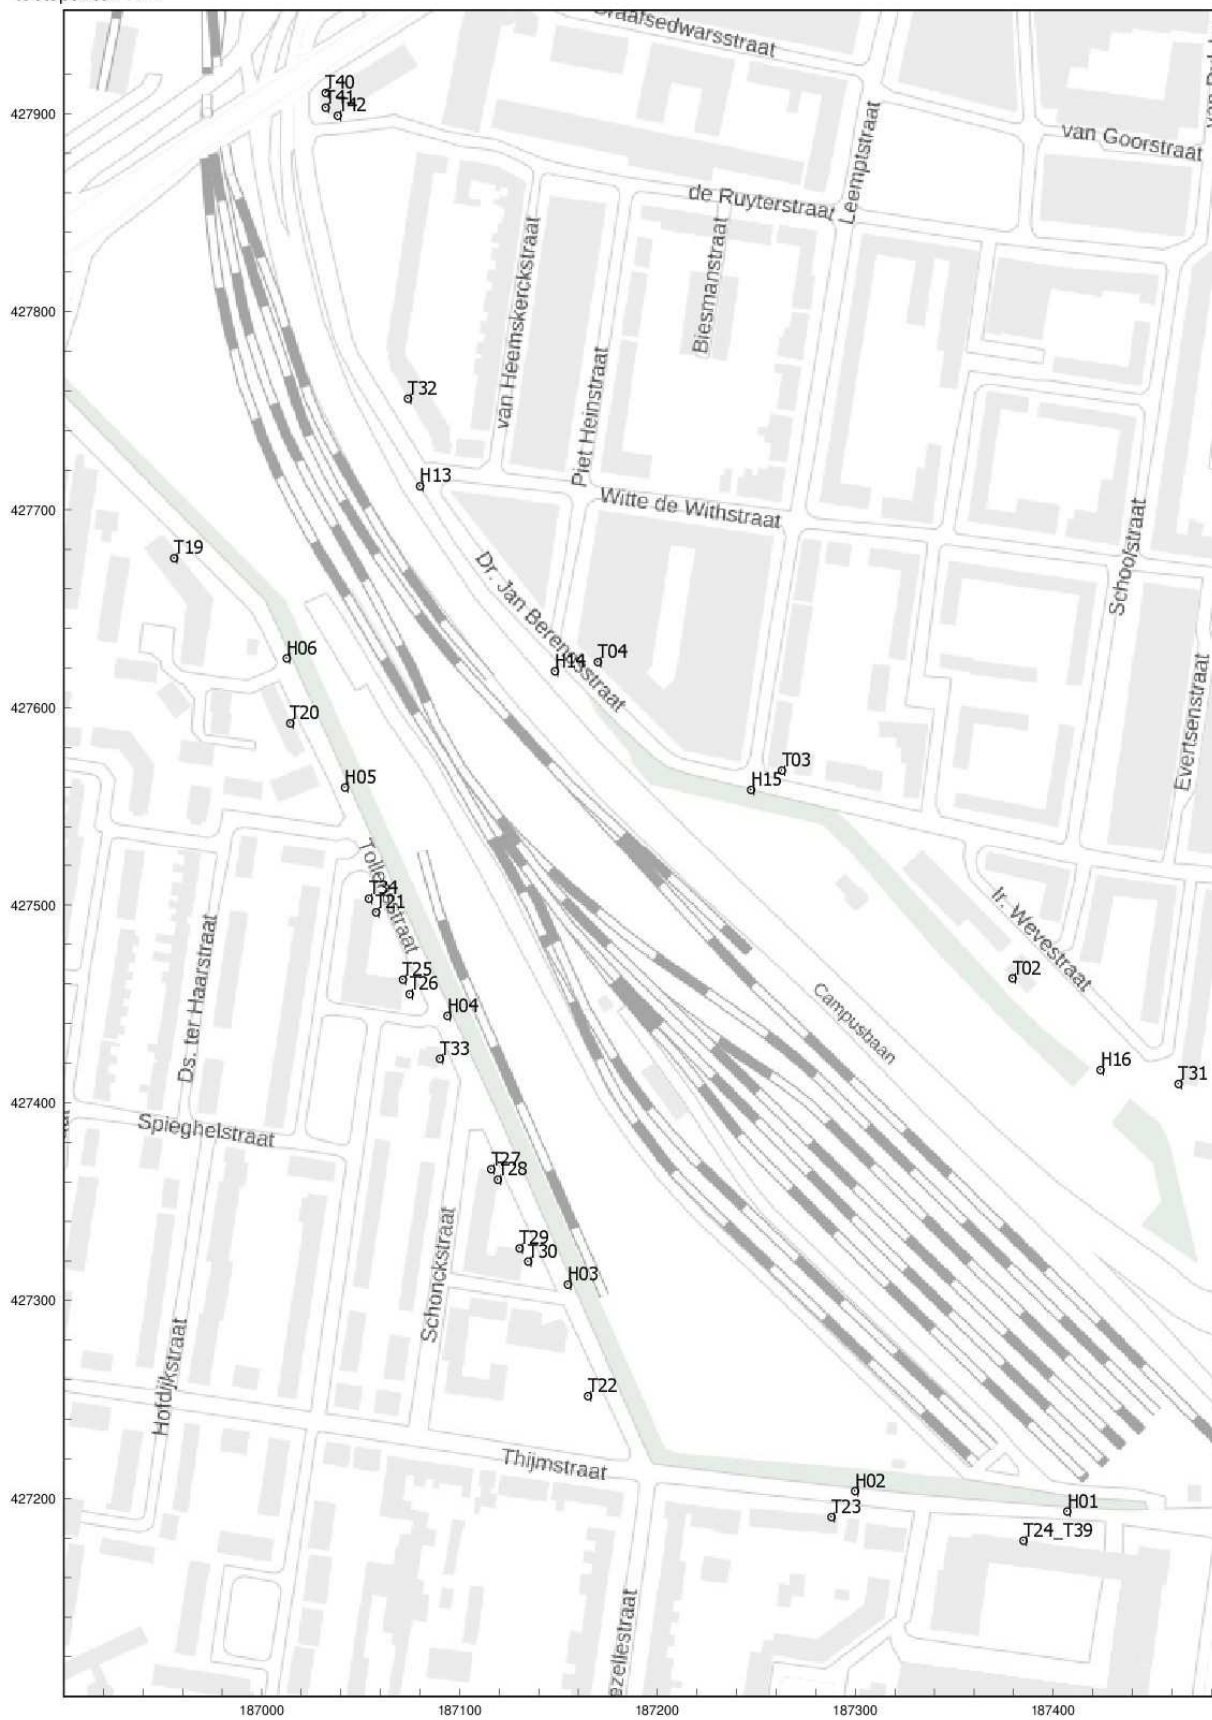 Graafsedwarsstraat
T40
T41
T42
427900
van Goorstraat
Leemptstraat
de Ruyterstraat
van Heemskerckstraat
Biesmanstraat
427800
Piet Heinstraat
T32
H13
427700
Witte de Withstraat
Schoolstraat
T19
Dr. Jan Berendsstraat
H06
H14
T04
Evertsenstraat
427600
T20
H05
T03
H15
Tollensstraat
T34
T21
427500
Ir. Wevestraat
Ds. ter Haarstraat
T25
T26
T02
H04
Campusbaan
T33
H16
T31
427400
Spieghelstraat
T27
T28
Schonckstraat
T29
T30
H03
427300
Hofdijkstraat
T22
Thijmstraat
H02
427200
T23
H01
T24_T39
ezellestraat
187000
187100
187200
187300
187400